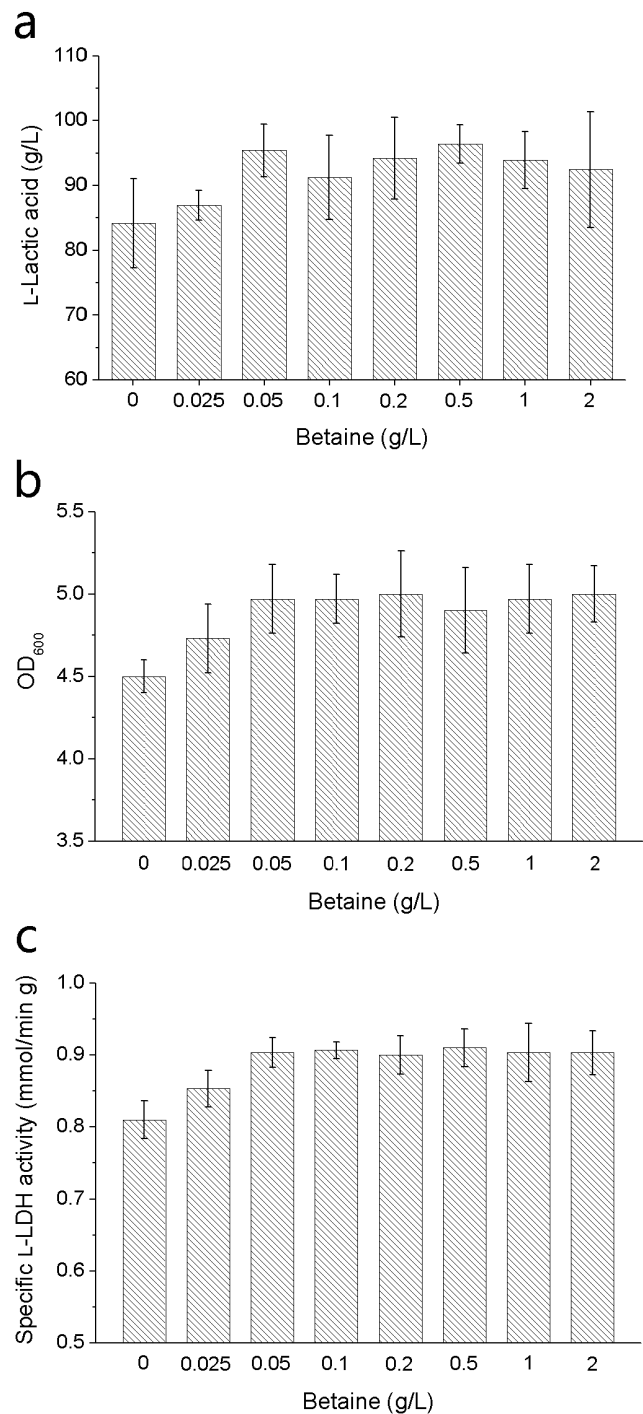 a
L-Lactic acid (g/L)
110
100
90
80
70
60
0 0.025 0.05 0.1 0.2 0.5 1 2
Betaine (g/L)
b
OD600
5.5
5.0
4.5
4.0
3.5
0 0.025 0.05 0.1 0.2 0.5 1 2
Betaine (g/L)
c
Specific L-LDH activity (mmol/min g)
1.0
0.9
0.8
0.7
0.6
0.5
0 0.025 0.05 0.1 0.2 0.5 1 2
Betaine (g/L)